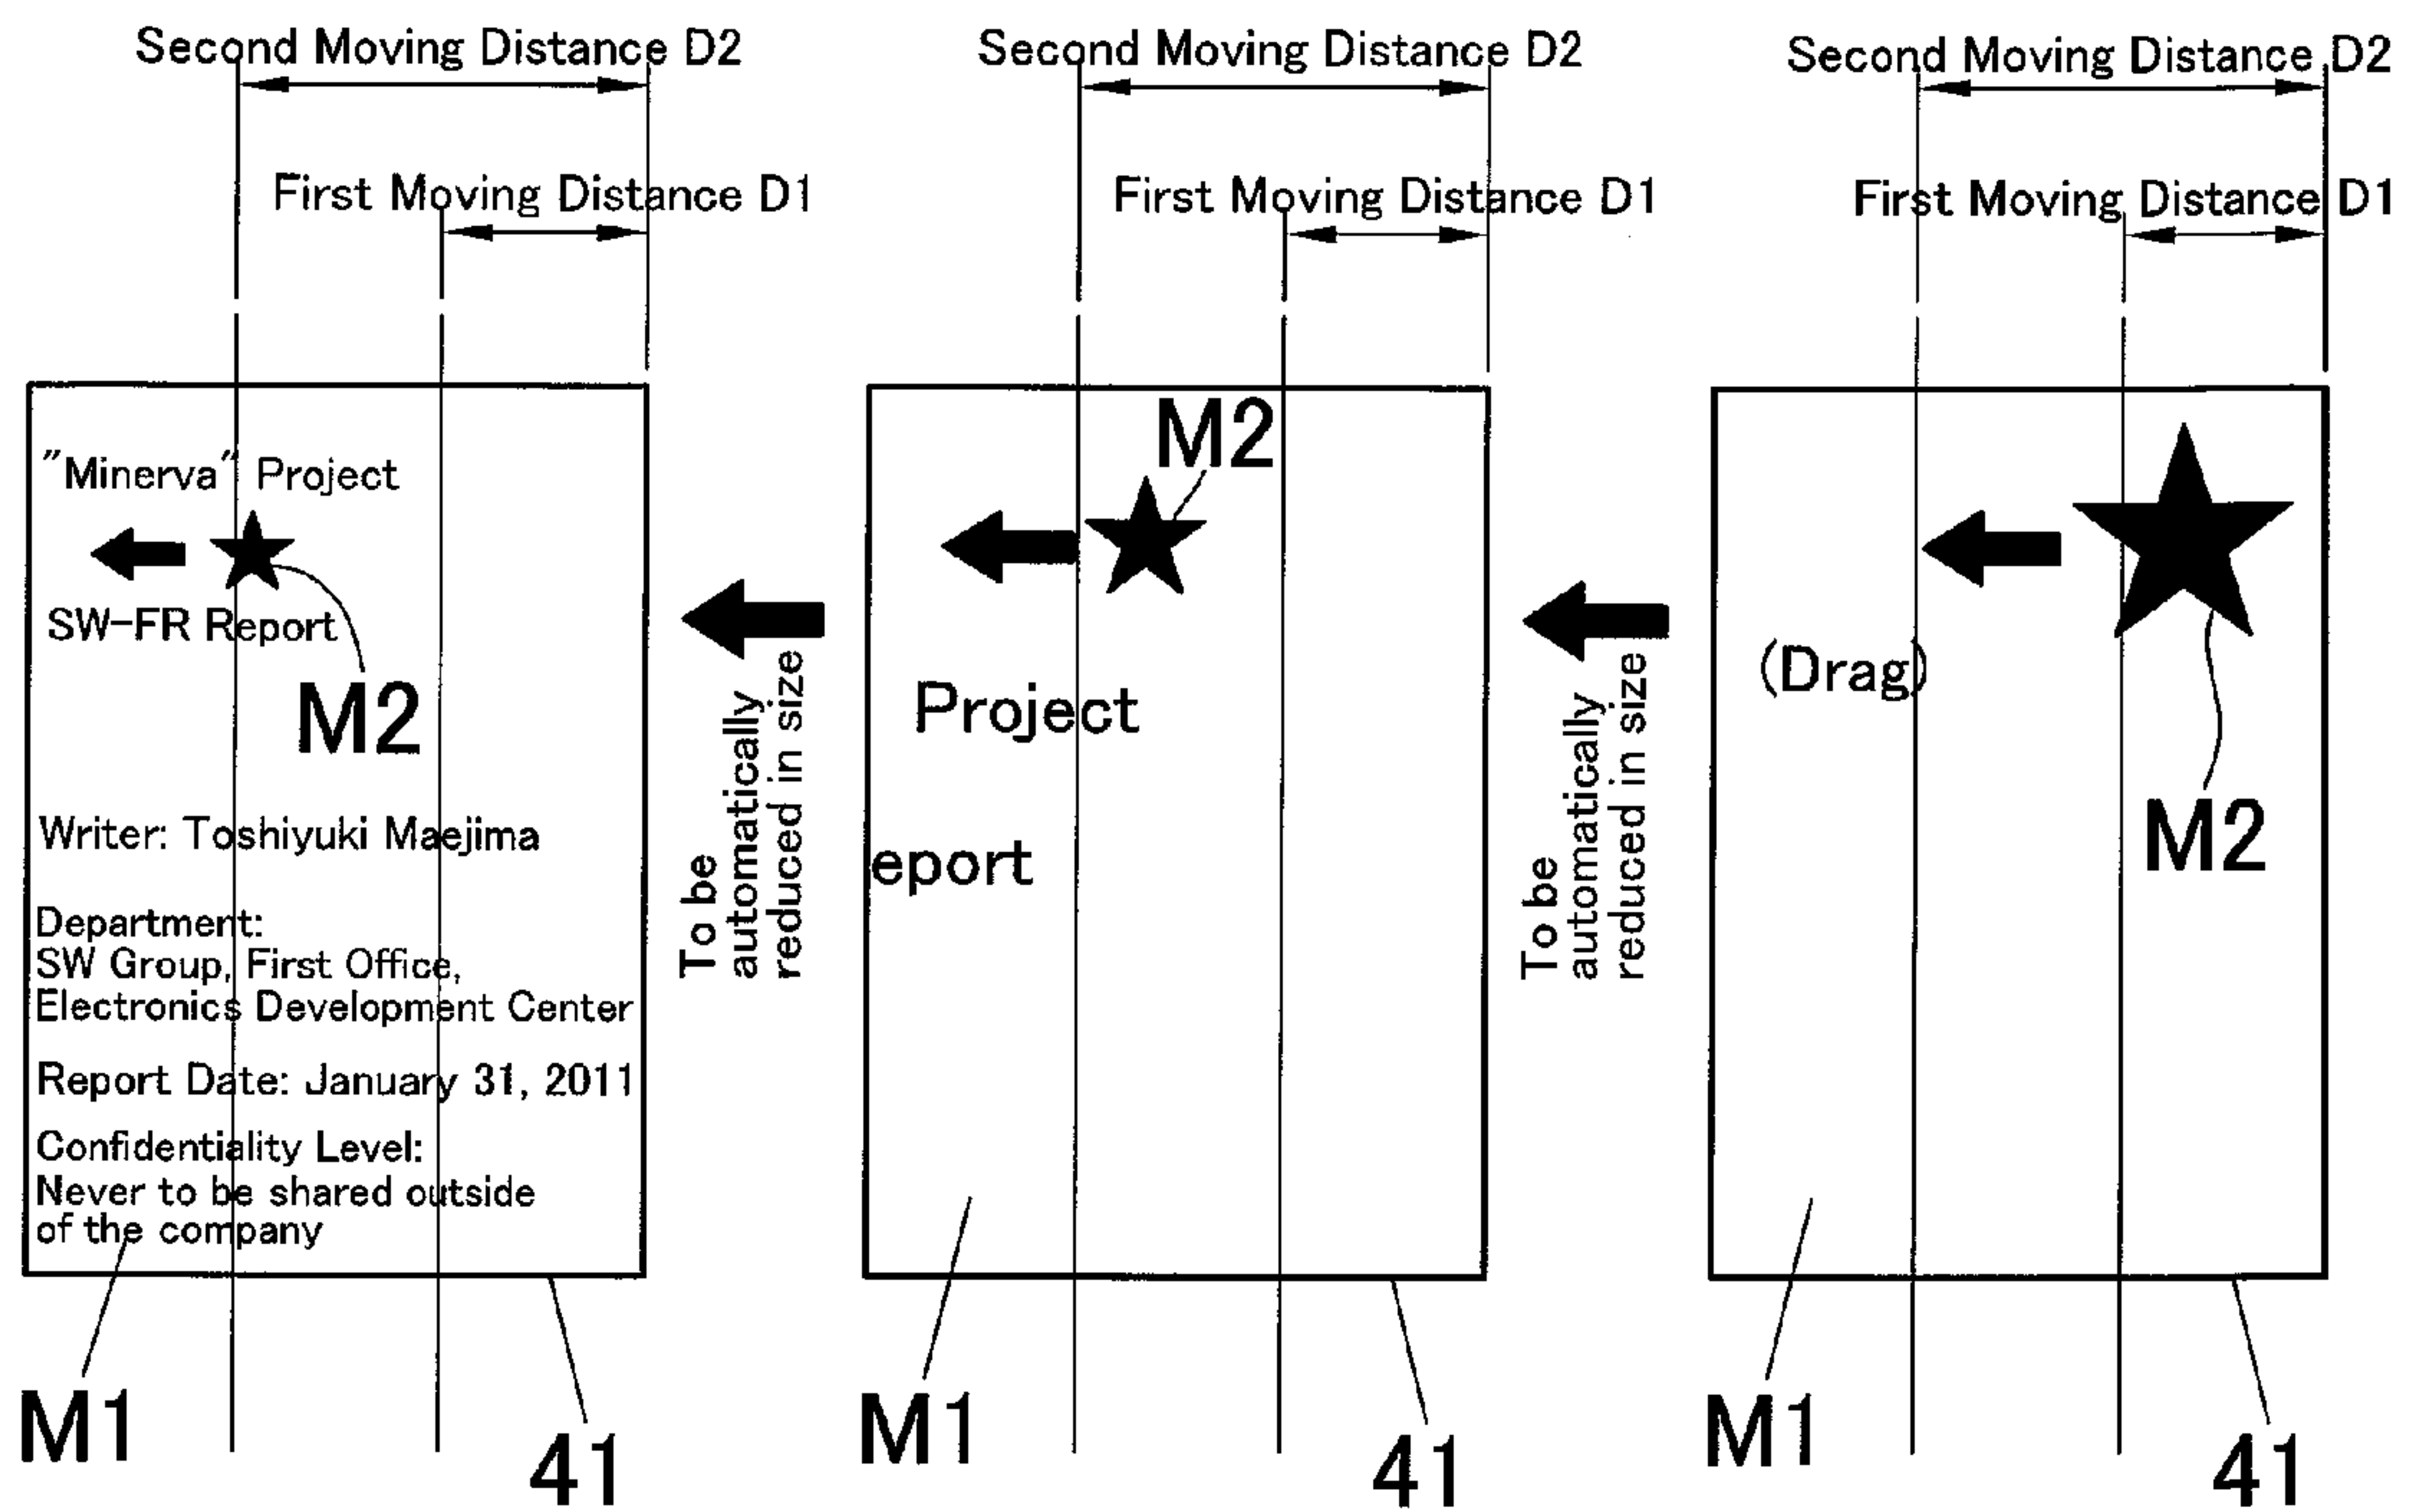 Second Moving Distance D2
First Moving Distance D1
"Minerva" Project
SW-FR Report
M2
Writer: Toshiyuki Maejima
Department:
SW Group, First Office,
Electronics Development Center
Report Date: January 31, 2011
Confidentiality Level:
Never to be shared outside
of the company
M1
41
To be
automatically
reduced in size
Second Moving Distance D2
First Moving Distance D1
M2
Project
eport
M1
41
To be
automatically
reduced in size
Second Moving Distance D2
First Moving Distance D1
(Drag)
M2
M1
41